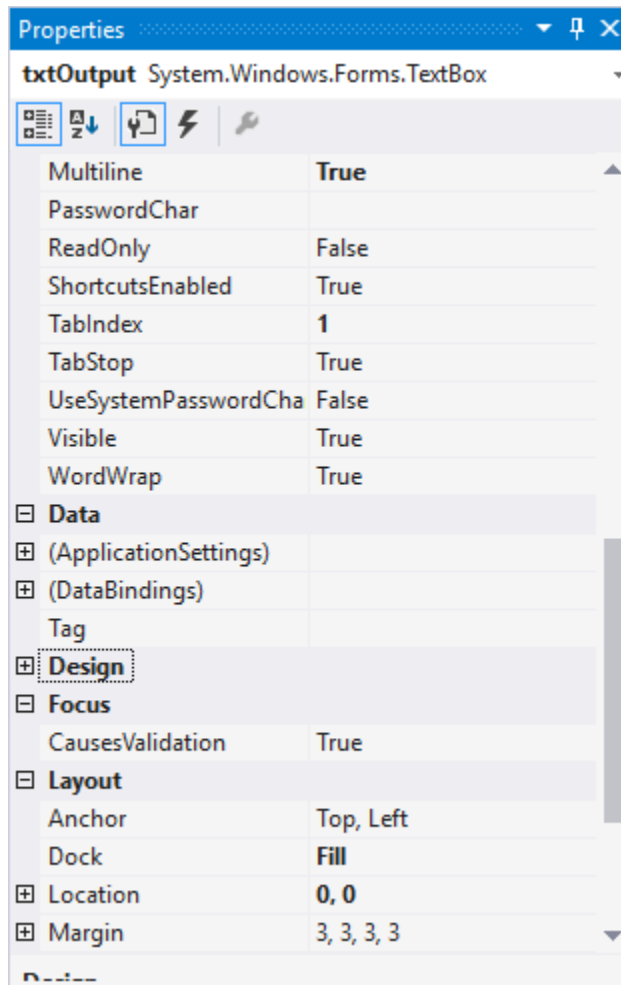 Properties
txtOutput System.Windows.Forms.TextBox
Multiline True
PasswordChar
ReadOnly False
ShortcutsEnabled True
TabIndex 1
TabStop True
UseSystemPasswordCha False
Visible True
WordWrap True
Data
(ApplicationSettings)
(DataBindings)
Tag
Design
Focus
CausesValidation True
Layout
Anchor Top, Left
Dock Fill
Location 0, 0
Margin 3, 3, 3, 3
Design